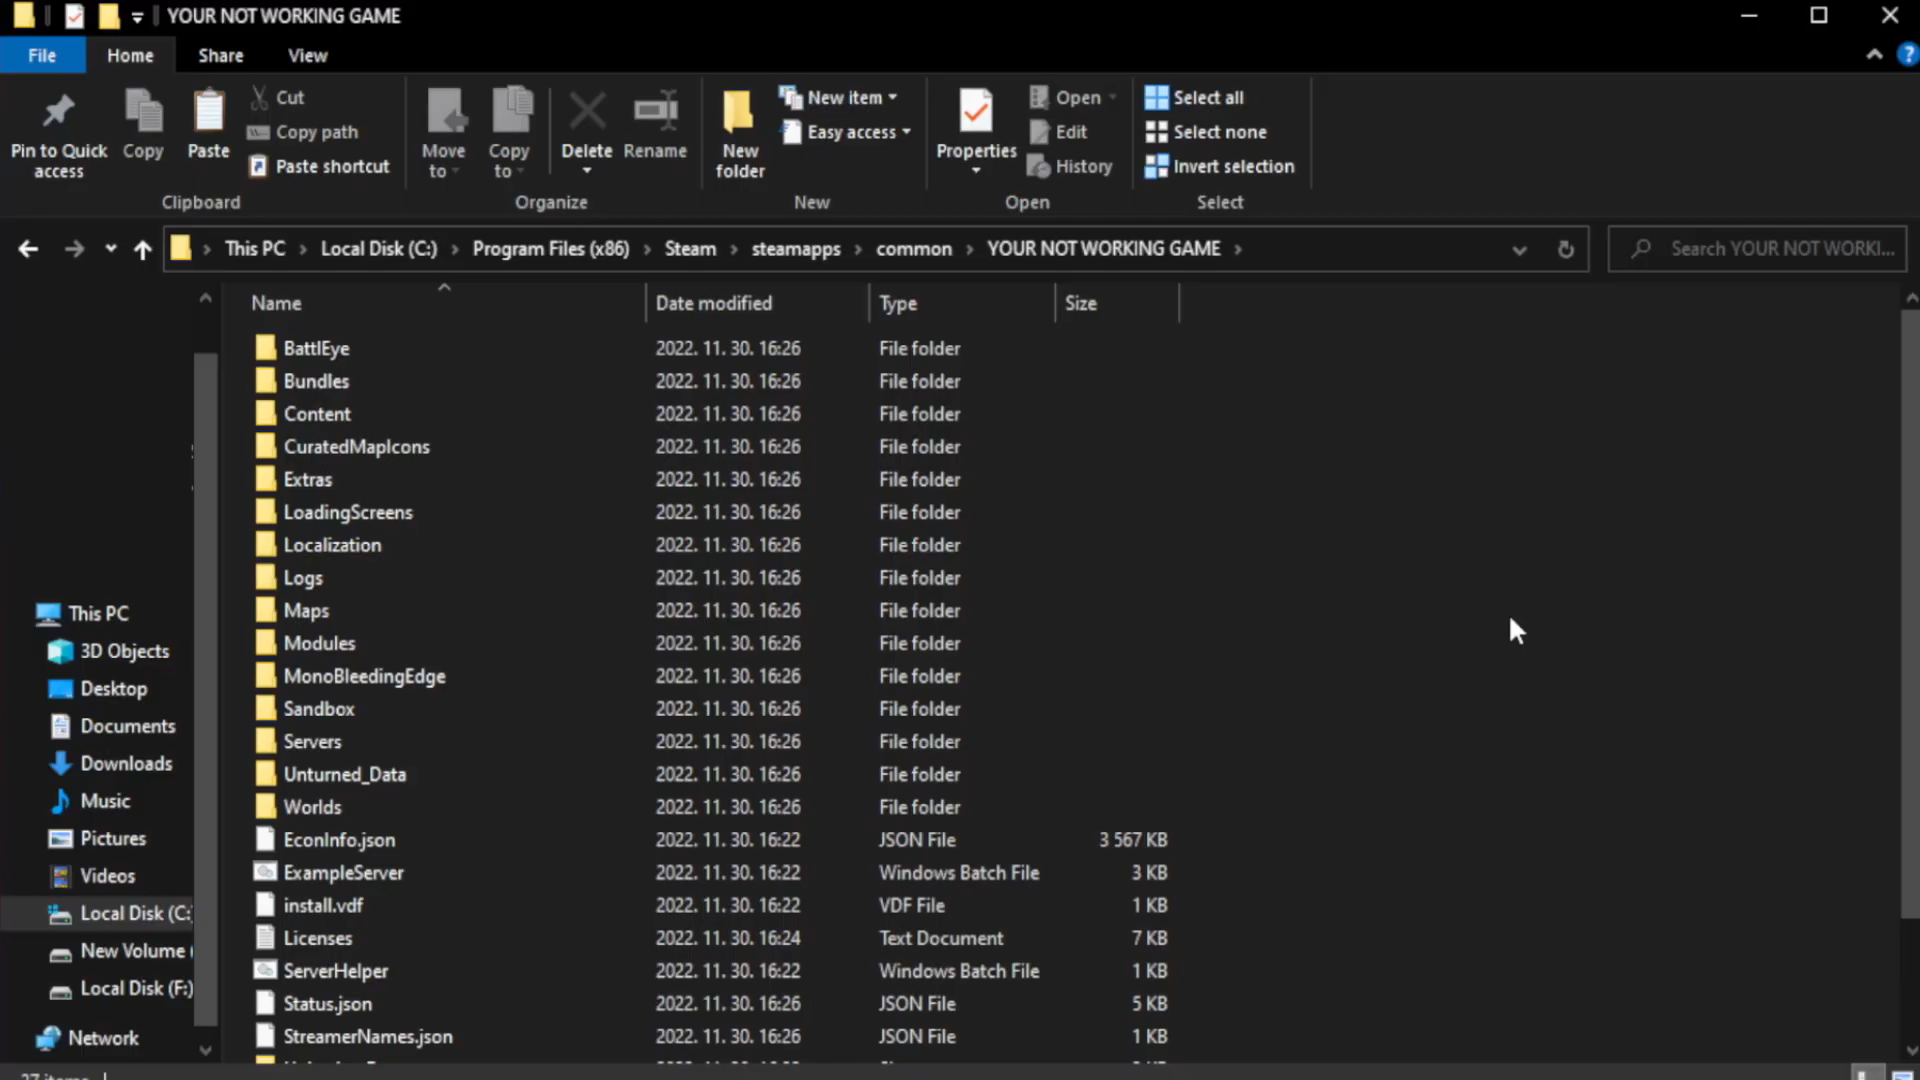 YOUR NOT WORKING GAME
File Home Share View
Pin to Quick access
Copy
Paste
Cut
Copy path
Paste shortcut
Clipboard
Move to
Copy to
Delete
Rename
Organize
New folder
New item
Easy access
New
Properties
Open
Edit
History
Open
Select all
Select none
Invert selection
Select
This PC Local Disk (C:) Program Files (x86) Steam steamapps common YOUR NOT WORKING GAME
Search YOUR NOT WORKI...
This PC
3D Objects
Desktop
Documents
Downloads
Music
Pictures
Videos
Local Disk (C:
New Volume (
Local Disk (F:)
Network
Name Date modified Type Size
BattlEye 2022. 11. 30. 16:26 File folder
Bundles 2022. 11. 30. 16:26 File folder
Content 2022. 11. 30. 16:26 File folder
CuratedMapIcons 2022. 11. 30. 16:26 File folder
Extras 2022. 11. 30. 16:26 File folder
LoadingScreens 2022. 11. 30. 16:26 File folder
Localization 2022. 11. 30. 16:26 File folder
Logs 2022. 11. 30. 16:26 File folder
Maps 2022. 11. 30. 16:26 File folder
Modules 2022. 11. 30. 16:26 File folder
MonoBleedingEdge 2022. 11. 30. 16:26 File folder
Sandbox 2022. 11. 30. 16:26 File folder
Servers 2022. 11. 30. 16:26 File folder
Unturned_Data 2022. 11. 30. 16:26 File folder
Worlds 2022. 11. 30. 16:26 File folder
EconInfo.json 2022. 11. 30. 16:22 JSON File 3 567 KB
ExampleServer 2022. 11. 30. 16:22 Windows Batch File 3 KB
install.vdf 2022. 11. 30. 16:22 VDF File 1 KB
Licenses 2022. 11. 30. 16:24 Text Document 7 KB
ServerHelper 2022. 11. 30. 16:22 Windows Batch File 1 KB
Status.json 2022. 11. 30. 16:26 JSON File 5 KB
StreamerNames.json 2022. 11. 30. 16:26 JSON File 1 KB